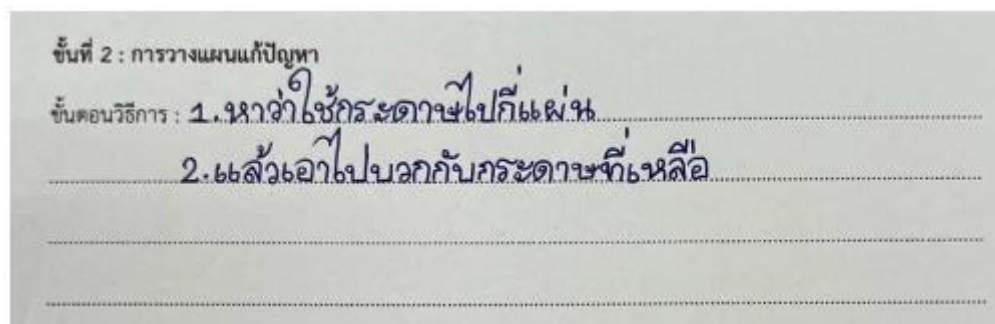 ขั้นที่ 2 : การวางแผนแก้ปัญหา
ขั้นตอนวิธีการ : 1. หาว่าใช้กระดาษไปกี่แผ่น
2. แล้วเอาไปบวกกับกระดาษที่เหลือ